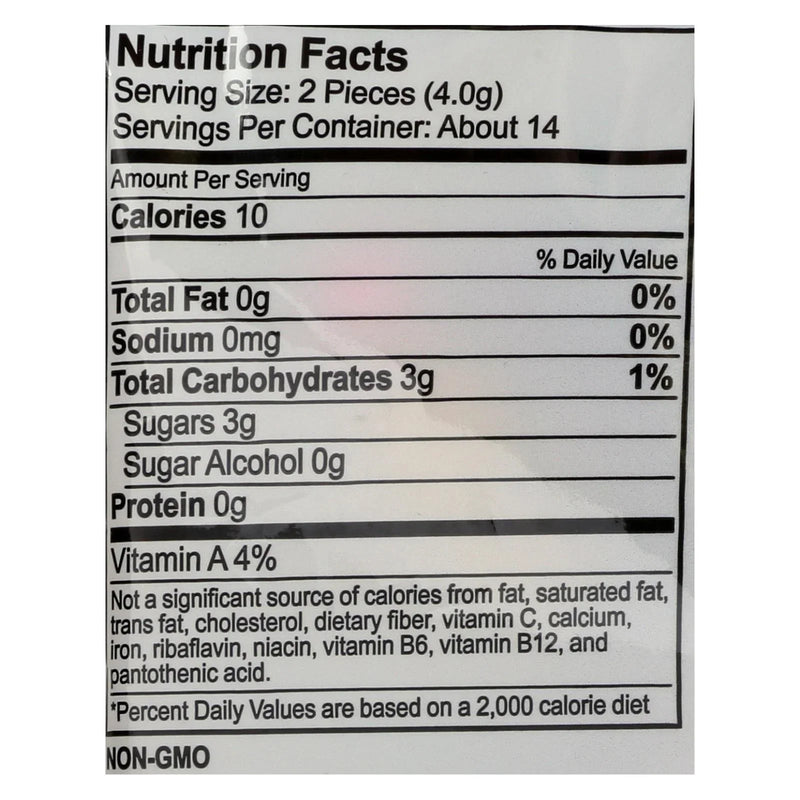 Nutrition Facts
Serving Size: 2 Pieces (4.0g)
Servings Per Container: About 14
Amount Per Serving
Calories 10
% Daily Value
Total Fat 0g 0%
Sodium 0mg 0%
Total Carbohydrates 3g 1%
Sugars 3g
Sugar Alcohol 0g
Protein 0g
Vitamin A 4%
Not a significant source of calories from fat, saturated fat,
trans fat, cholesterol, dietary fiber, vitamin C, calcium,
iron, ribaflavin, niacin, vitamin B6, vitamin B12, and
pantothenic acid.
*Percent Daily Values are based on a 2,000 calorie diet
NON-GMO